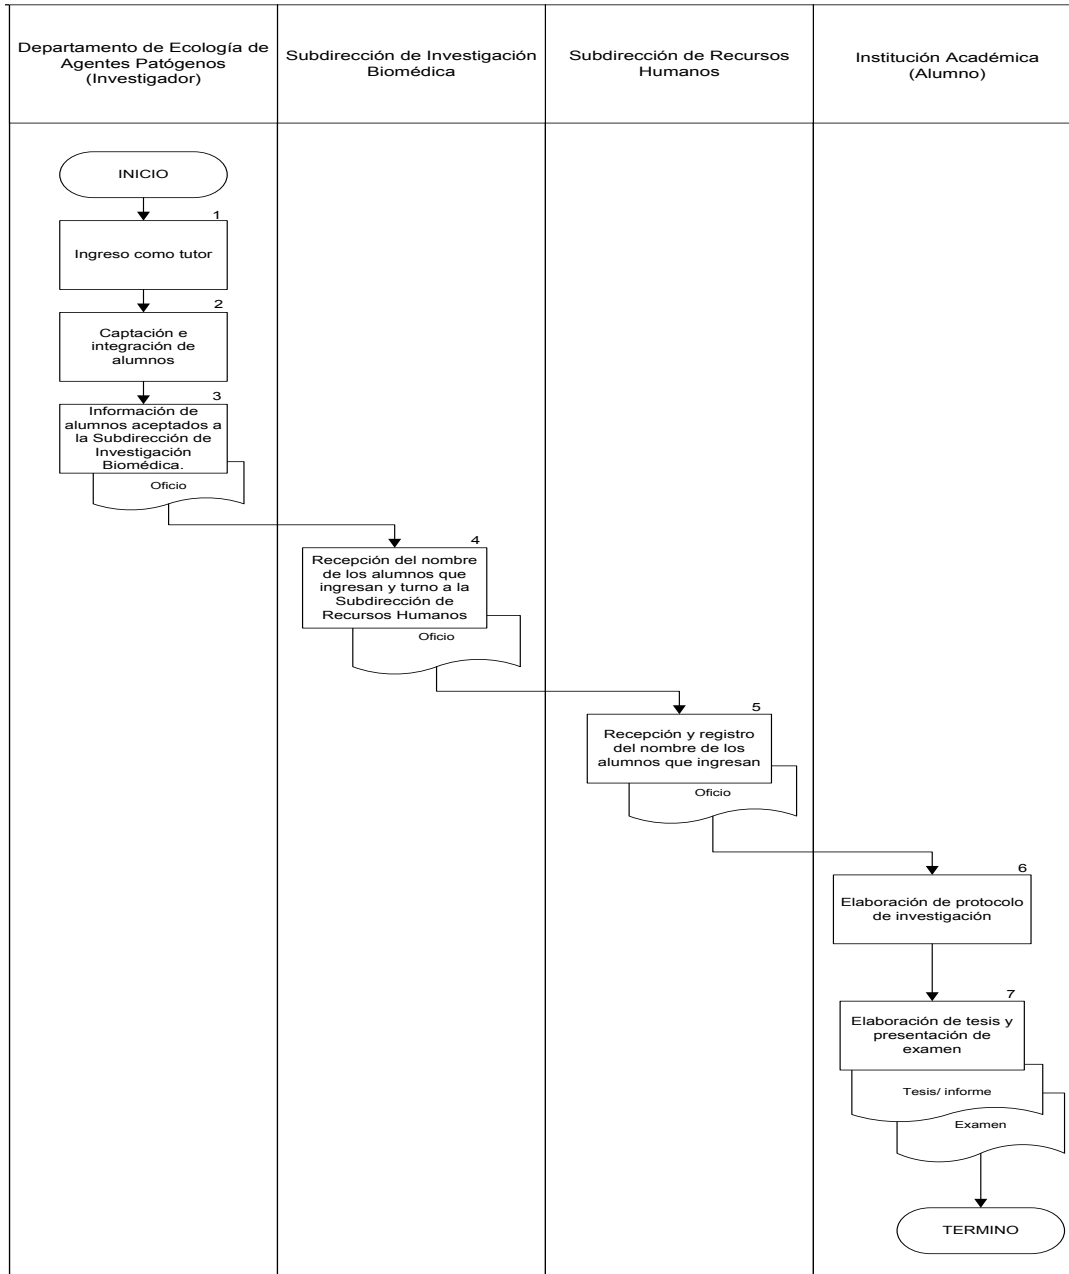 Departamento de Ecología de
Agentes Patógenos
(Investigador)
Subdirección de Investigación
Biomédica
Subdirección de Recursos
Humanos
Institución Académica
(Alumno)
INICIO
1
Ingreso como tutor
2
Captación e
integración de
alumnos
3
Información de
alumnos aceptados a
la Subdirección de
Investigación
Biomédica.
Oficio
4
Recepción del nombre
de los alumnos que
ingresan y turno a la
Subdirección de
Recursos Humanos
Oficio
5
Recepción y registro
del nombre de los
alumnos que ingresan
Oficio
6
Elaboración de protocolo
de investigación
7
Elaboración de tesis y
presentación de
examen
Tesis/ informe
Examen
TERMINO